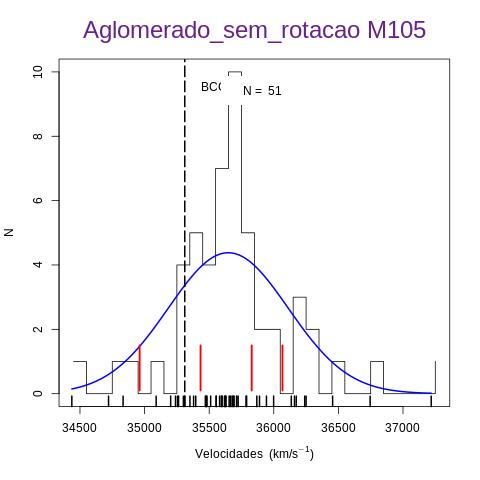 Aglomerado_sem_rotacao M105
BCG
N = 51
N
10
8
6
4
2
0
34500 35000 35500 36000 36500 37000
Velocidades (km/s⁻¹)